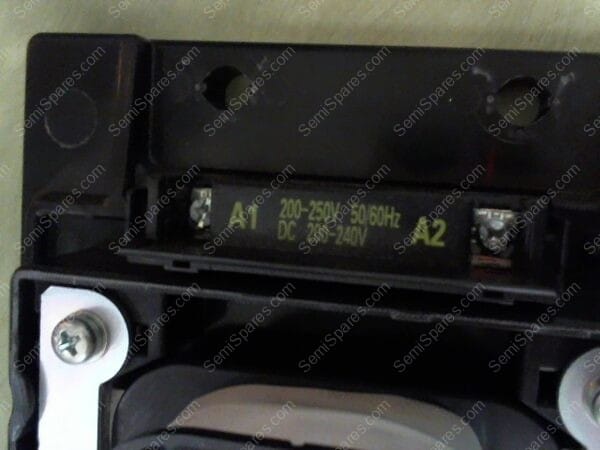 A1 200-250V 50/60Hz A2
DC 200-240V
SemiSpares.com